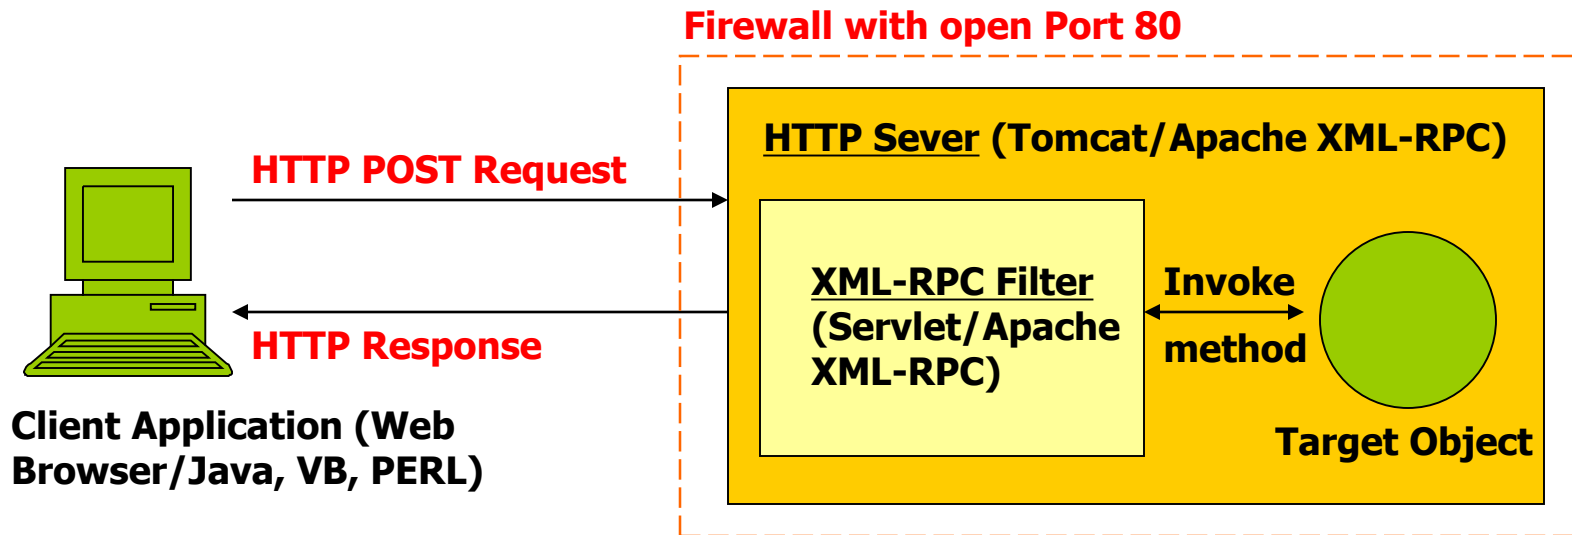 Firewall with open Port 80
HTTP Sever (Tomcat/Apache XML-RPC)
HTTP POST Request
XML-RPC Filter
(Servlet/Apache
XML-RPC)
Invoke
method
HTTP Response
Client Application (Web
Browser/Java, VB, PERL)
Target Object